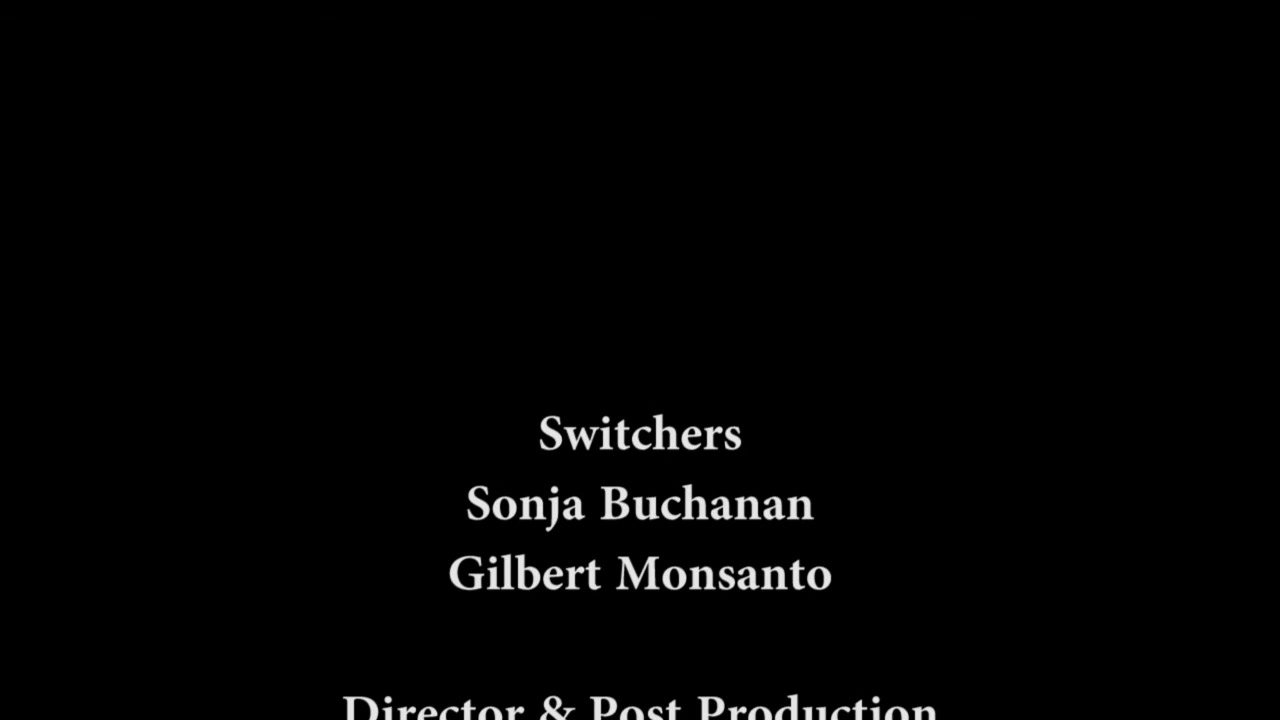 Switchers
Sonja Buchanan
Gilbert Monsanto
Director & Post Production